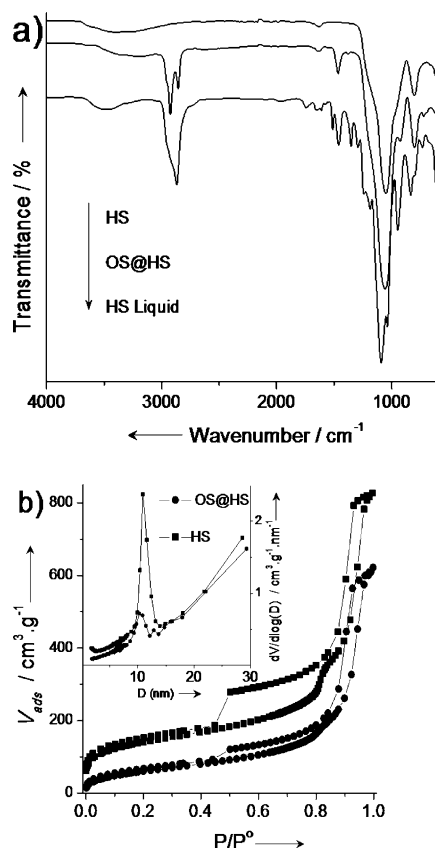 a)
Transmittance / %
HS
OS@HS
HS Liquid
4000 3000 2000 1000
Wavenumber / cm⁻¹
b)
OS@HS
HS
800
600
400
200
0
V_ads / cm³.g⁻¹
2
1
dV/dlog(D) / cm³.g⁻¹.nm⁻¹
0 10 20 30
D (nm)
0.0 0.2 0.4 0.6 0.8 1.0
P/P°